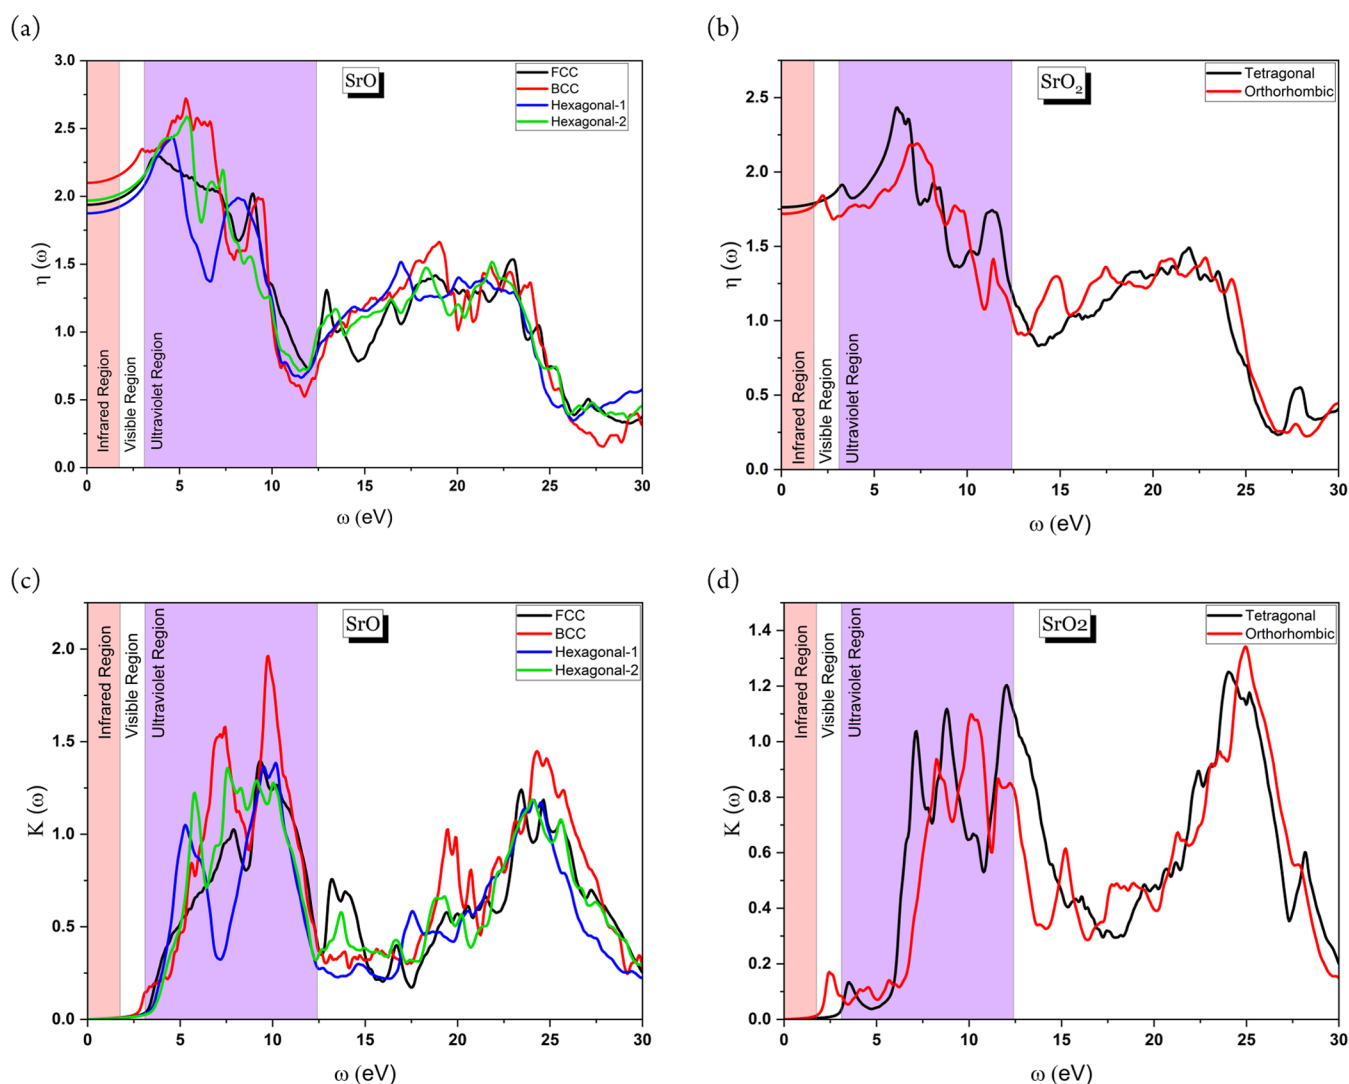 (a)
3.0
2.5
2.0
1.5
1.0
0.5
0.0
η (ω)
0 5 10 15 20 25 30
ω (eV)
Infrared Region
Visible Region
Ultraviolet Region
SrO
FCC
BCC
Hexagonal-1
Hexagonal-2
(b)
2.5
2.0
1.5
1.0
0.5
0.0
η (ω)
0 5 10 15 20 25 30
ω (eV)
Infrared Region
Visible Region
Ultraviolet Region
SrO₂
Tetragonal
Orthorhombic
(c)
2.0
1.5
1.0
0.5
0.0
K (ω)
0 5 10 15 20 25 30
ω (eV)
Infrared Region
Visible Region
Ultraviolet Region
SrO
FCC
BCC
Hexagonal-1
Hexagonal-2
(d)
1.4
1.2
1.0
0.8
0.6
0.4
0.2
0.0
K (ω)
0 5 10 15 20 25 30
ω (eV)
Infrared Region
Visible Region
Ultraviolet Region
SrO2
Tetragonal
Orthorhombic